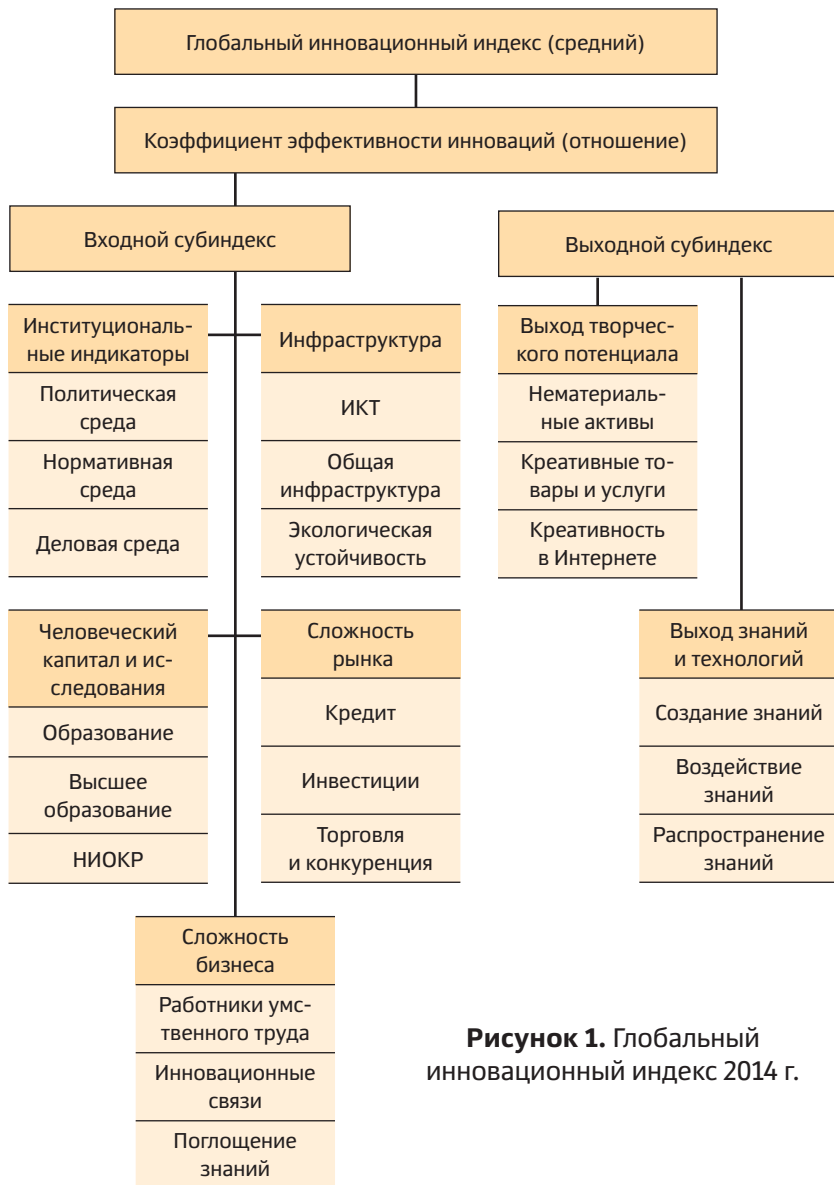 Глобальный инновационный индекс (средний)
Коэффициент эффективности инноваций (отношение)
Входной субиндекс
Выходной субиндекс
Институциональ-
ные индикаторы
Политическая
среда
Нормативная
среда
Деловая среда
Инфраструктура
ИКТ
Общая
инфраструктура
Экологическая
устойчивость
Выход творчес-
кого потенциала
Нематериаль-
ные активы
Креативные то-
вары и услуги
Креативность
в Интернете
Человеческий
капитал и ис-
следования
Образование
Высшее
образование
НИОКР
Сложность
рынка
Кредит
Инвестиции
Торговля
и конкуренция
Выход знаний
и технологий
Создание знаний
Воздействие
знаний
Распространение
знаний
Сложность
бизнеса
Работники умс-
твенного труда
Инновационные
связи
Поглощение
знаний
Рисунок 1. Глобальный
инновационный индекс 2014 г.